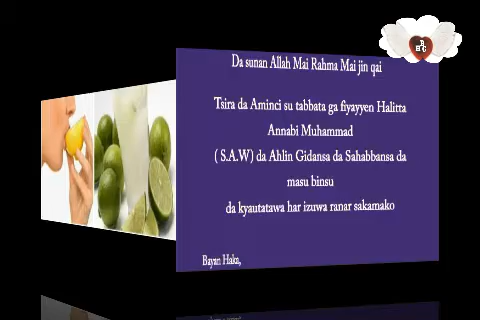 Da sunan Allah Mai Rahma Mai jin qai
Tsira da Aminci su tabbata ga fiyayyen Halitta
Annabi Muhammad
( S.A.W) da Ahlin Gidansa da Sahabbansa da
masu binsu
da kyautatawa har izuwa ranar sakamako
Bayan Haka,